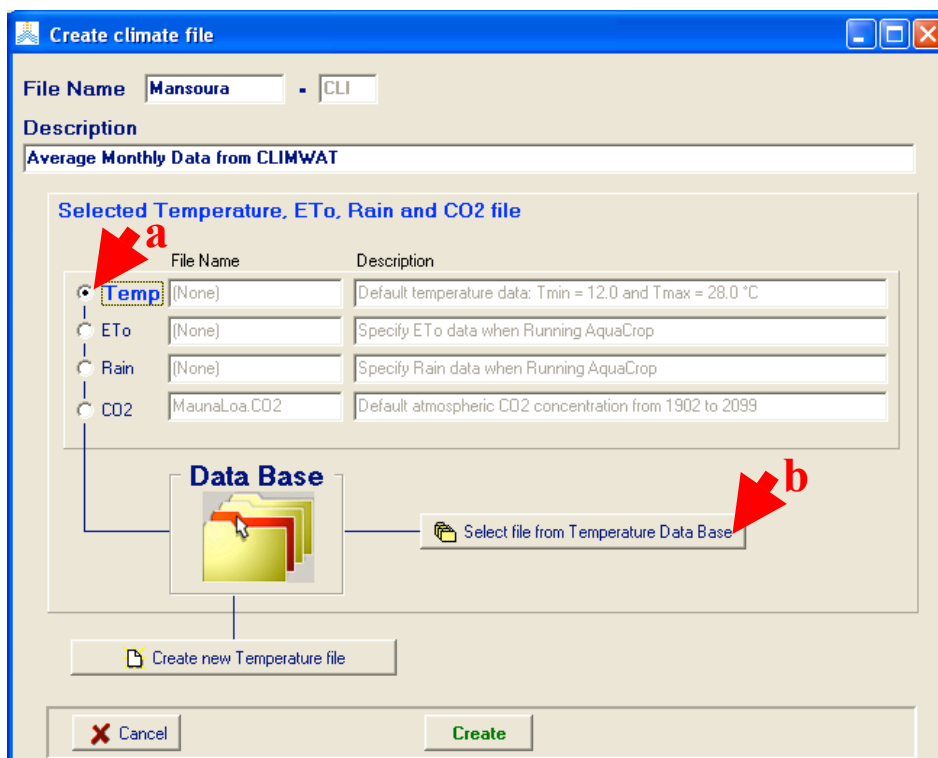 Create climate file
File Name Mansoura . CLI
Description
Average Monthly Data from CLIMWAT
Selected Temperature, ETo, Rain and CO2 file
a
File Name Description
Temp (None) Default temperature data: Tmin = 12.0 and Tmax = 28.0 °C
ETo (None) Specify ETo data when Running AquaCrop
Rain (None) Specify Rain data when Running AquaCrop
CO2 MaunaLoa.CO2 Default atmospheric CO2 concentration from 1902 to 2099
Data Base
b
Select file from Temperature Data Base
Create new Temperature file
Cancel Create